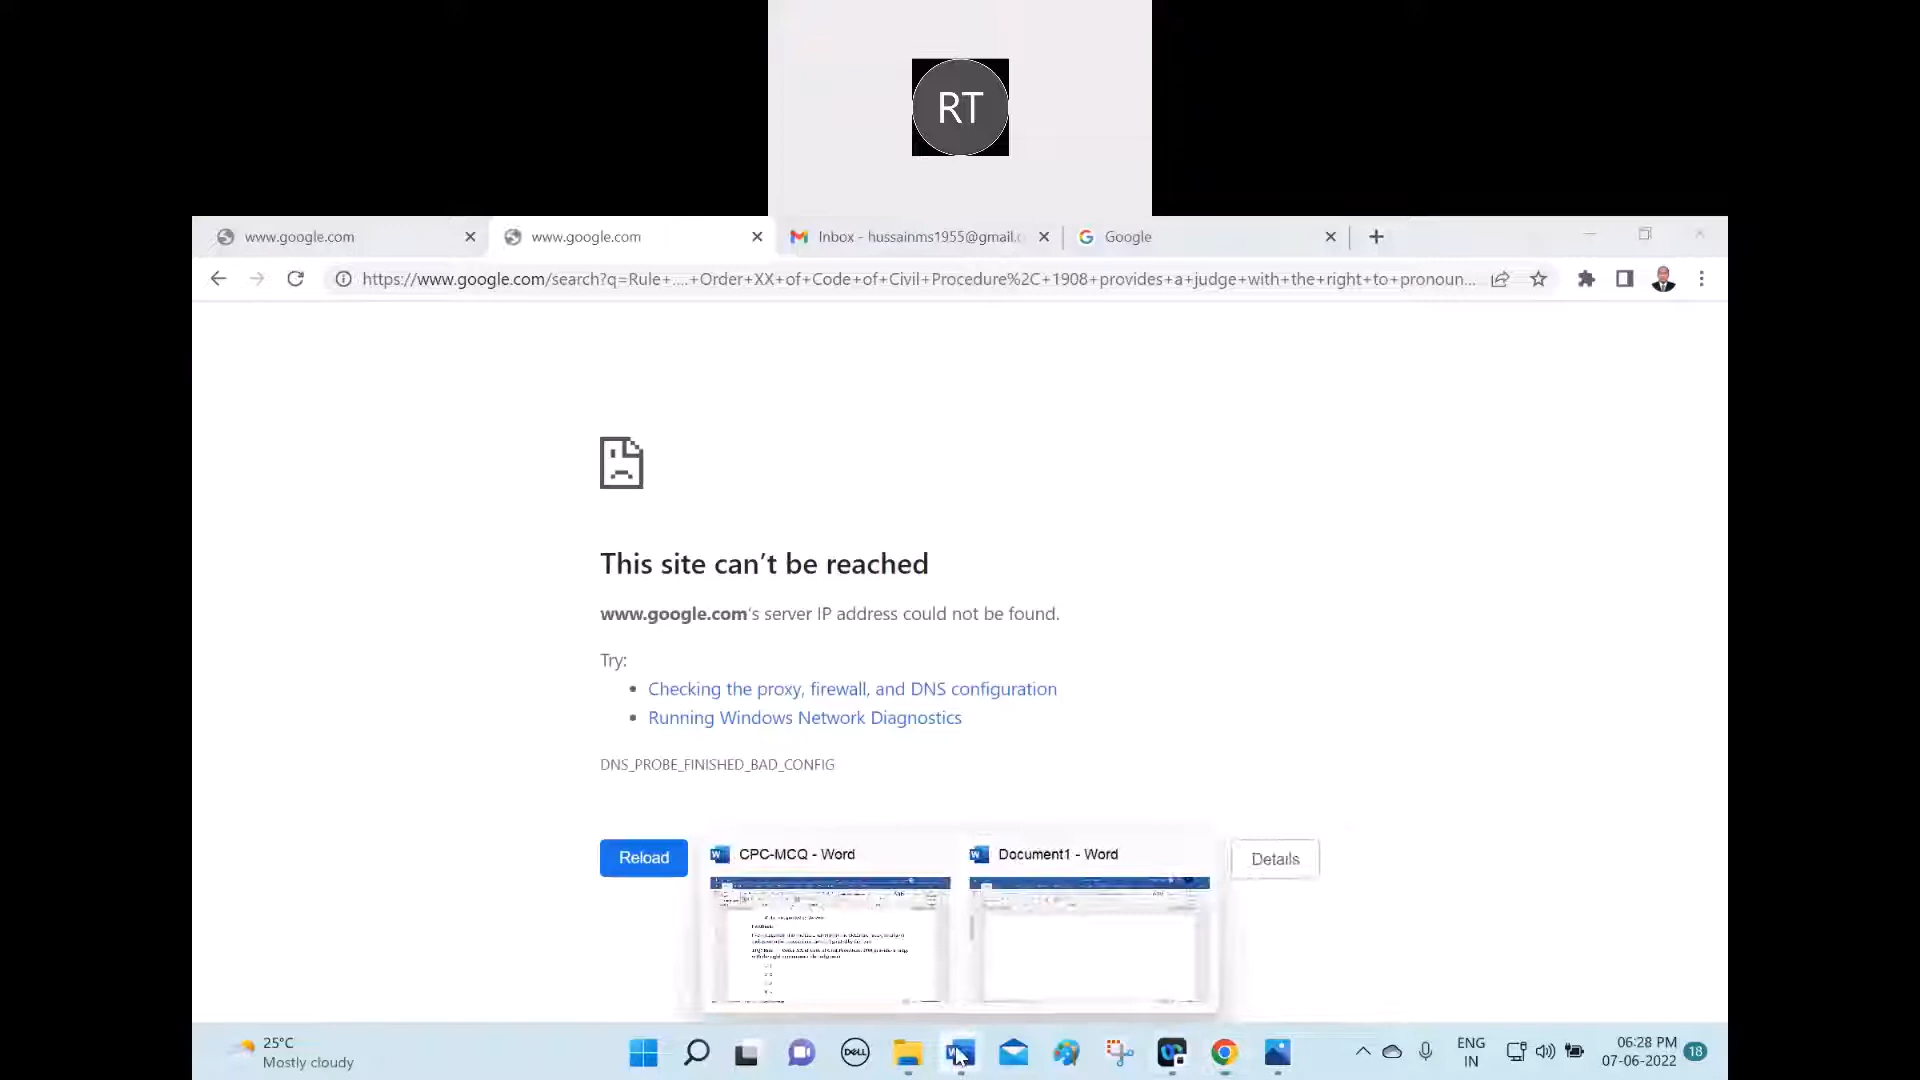 RT
www.google.com
www.google.com
Inbox - hussainms1955@gmail.c
Google
https://www.google.com/search?q=Rule+....+Order+XX+of+Code+of+Civil+Procedure%2C+1908+provides+a+judge+with+the+right+to+pronoun...
This site can't be reached
www.google.com's server IP address could not be found.
Try:
Checking the proxy, firewall, and DNS configuration
Running Windows Network Diagnostics
DNS_PROBE_FINISHED_BAD_CONFIG
Reload
CPC-MCQ - Word
Document1 - Word
Details
25°C
Mostly cloudy
DELL
ENG
IN
06:28 PM
07-06-2022
18